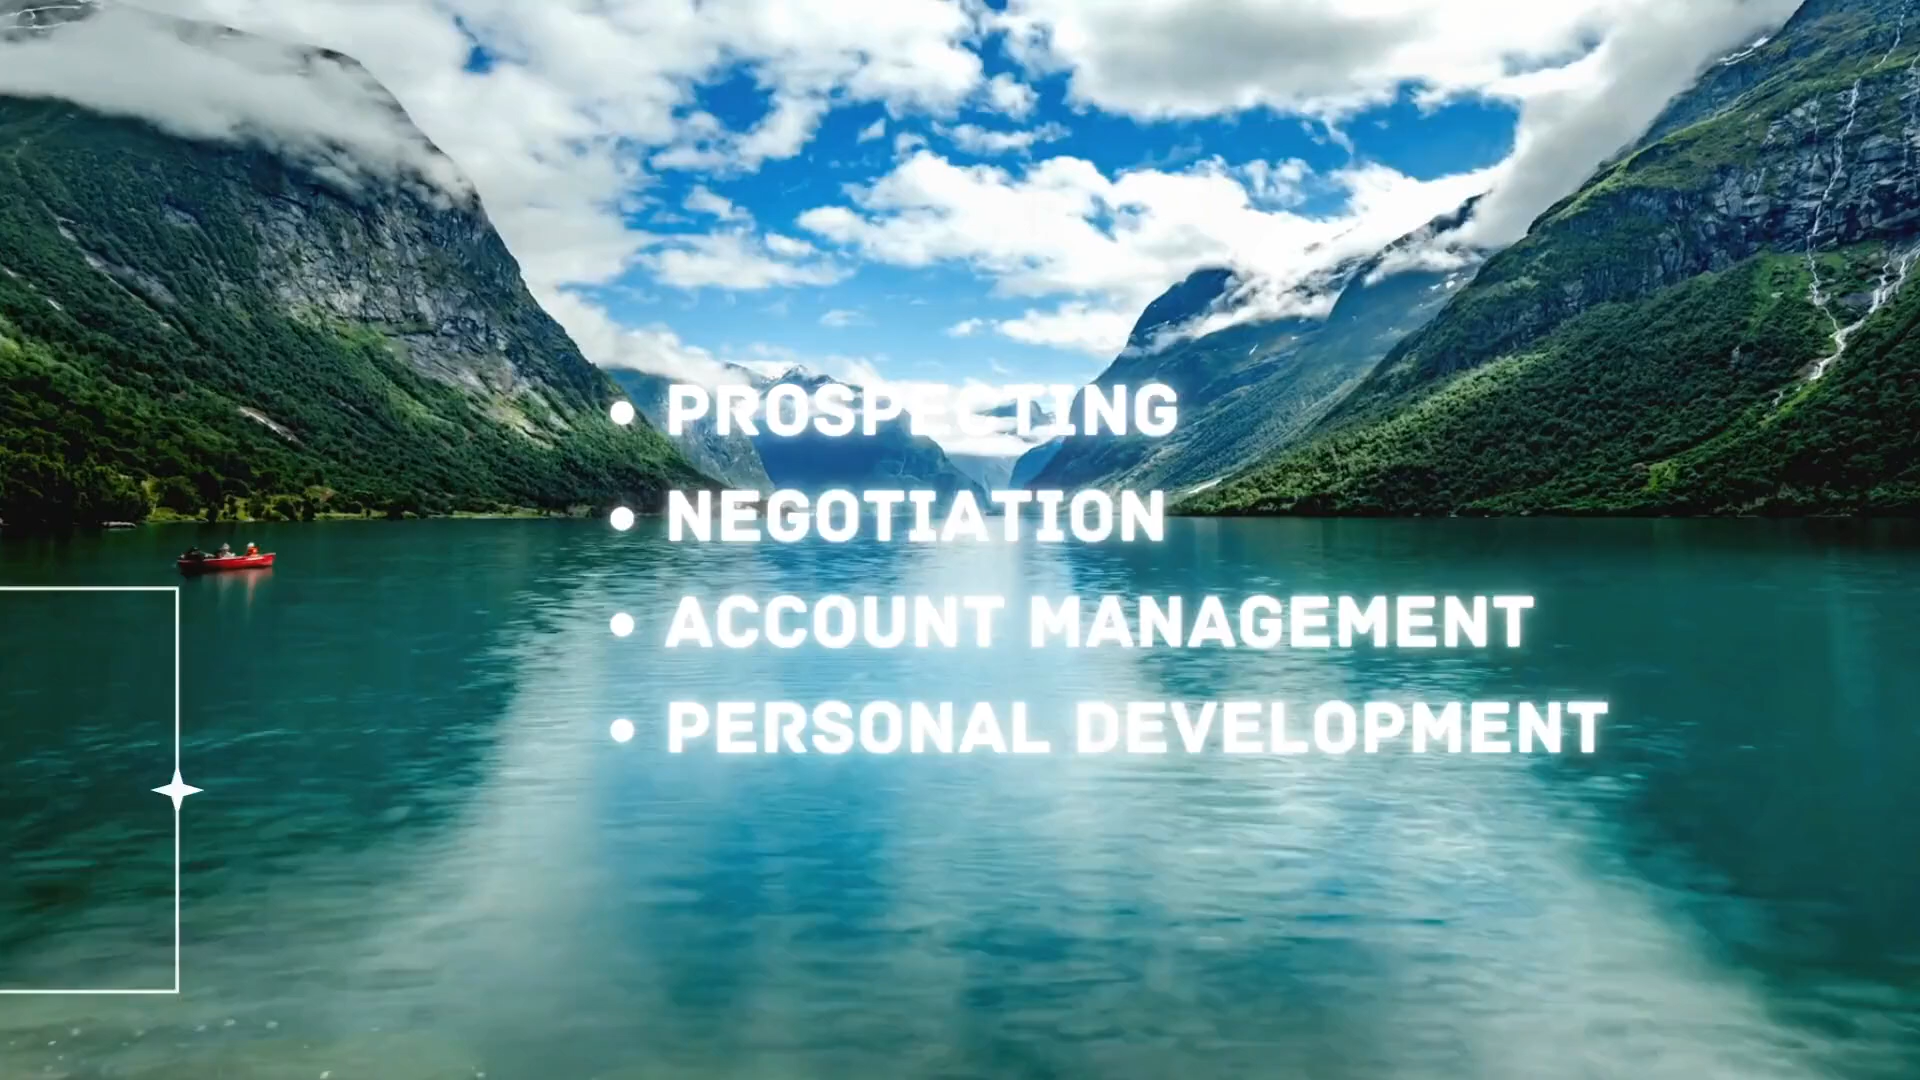 • PROSPECTING
• NEGOTIATION
• ACCOUNT MANAGEMENT
• PERSONAL DEVELOPMENT